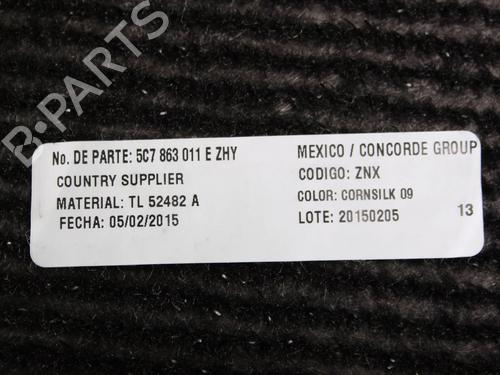 B-PARTS
No. DE PARTE: 5C7 863 011 E ZHY
COUNTRY SUPPLIER
MATERIAL: TL 52482 A
FECHA: 05/02/2015
MEXICO / CONCORDE GROUP
CODIGO: ZNX
COLOR: CORNSILK 09
LOTE: 20150205
13
B-PARTS